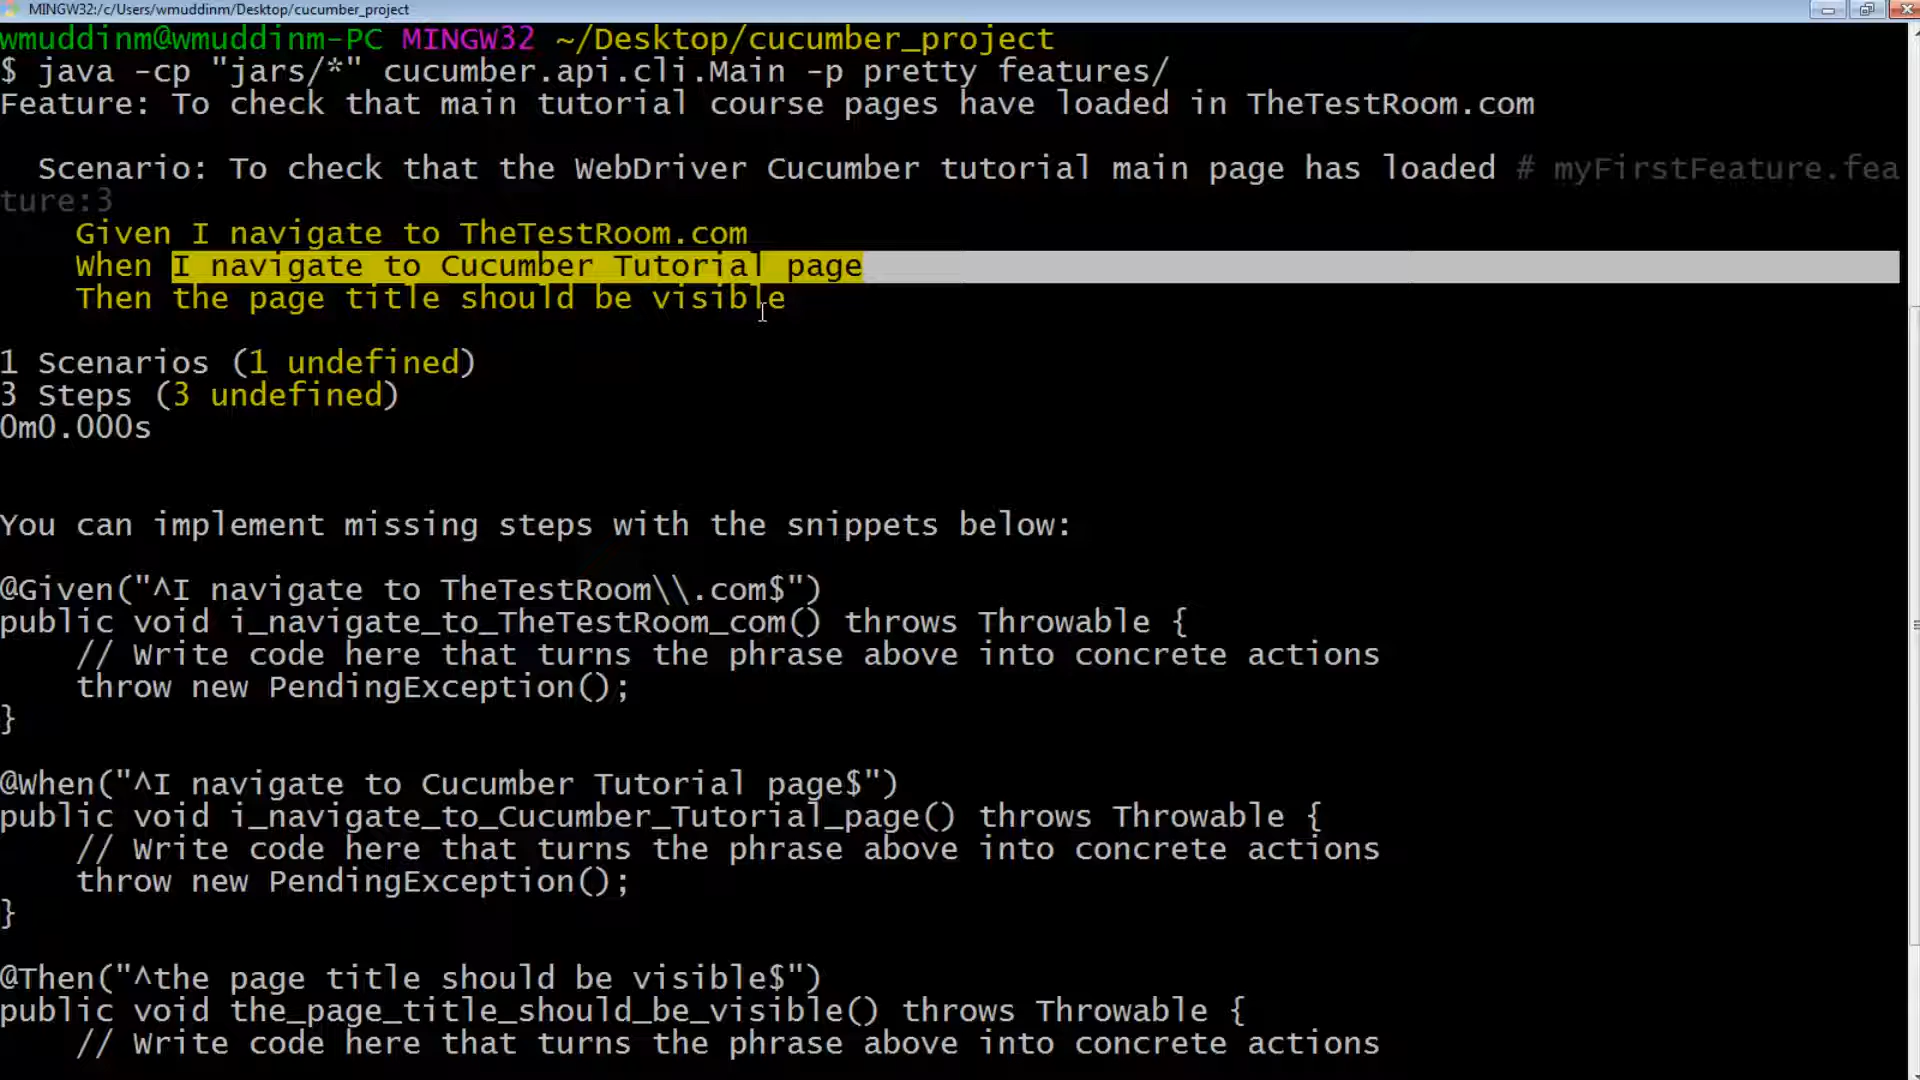 MINGW32:/c/Users/wmuddinm/Desktop/cucumber_project
wmuddinm@wmuddinm-PC MINGW32 ~/Desktop/cucumber_project
$ java -cp "jars/*" cucumber.api.cli.Main -p pretty features/
Feature: To check that main tutorial course pages have loaded in TheTestRoom.com
Scenario: To check that the WebDriver Cucumber tutorial main page has loaded # myFirstFeature.fea
ture:3
Given I navigate to TheTestRoom.com
When I navigate to Cucumber Tutorial page
Then the page title should be visible
1 Scenarios (1 undefined)
3 Steps (3 undefined)
0m0.000s
You can implement missing steps with the snippets below:
@Given("^I navigate to TheTestRoom\\.com$")
public void i_navigate_to_TheTestRoom_com() throws Throwable {
// Write code here that turns the phrase above into concrete actions
throw new PendingException();
}
@When("^I navigate to Cucumber Tutorial page$")
public void i_navigate_to_Cucumber_Tutorial_page() throws Throwable {
// Write code here that turns the phrase above into concrete actions
throw new PendingException();
}
@Then("^the page title should be visible$")
public void the_page_title_should_be_visible() throws Throwable {
// Write code here that turns the phrase above into concrete actions